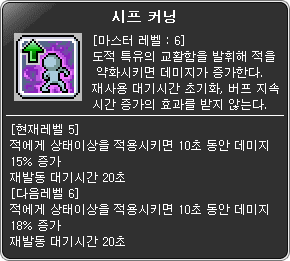 시프 커닝
[마스터 레벨 : 6]
도적 특유의 교활함을 발휘해 적을
약화시키면 데미지가 증가한다.
재사용 대기시간 초기화, 버프 지속
시간 증가의 효과를 받지 않는다.
[현재레벨 5]
적에게 상태이상을 적용시키면 10초 동안 데미지
15% 증가
재발동 대기시간 20초
[다음레벨 6]
적에게 상태이상을 적용시키면 10초 동안 데미지
18% 증가
재발동 대기시간 20초